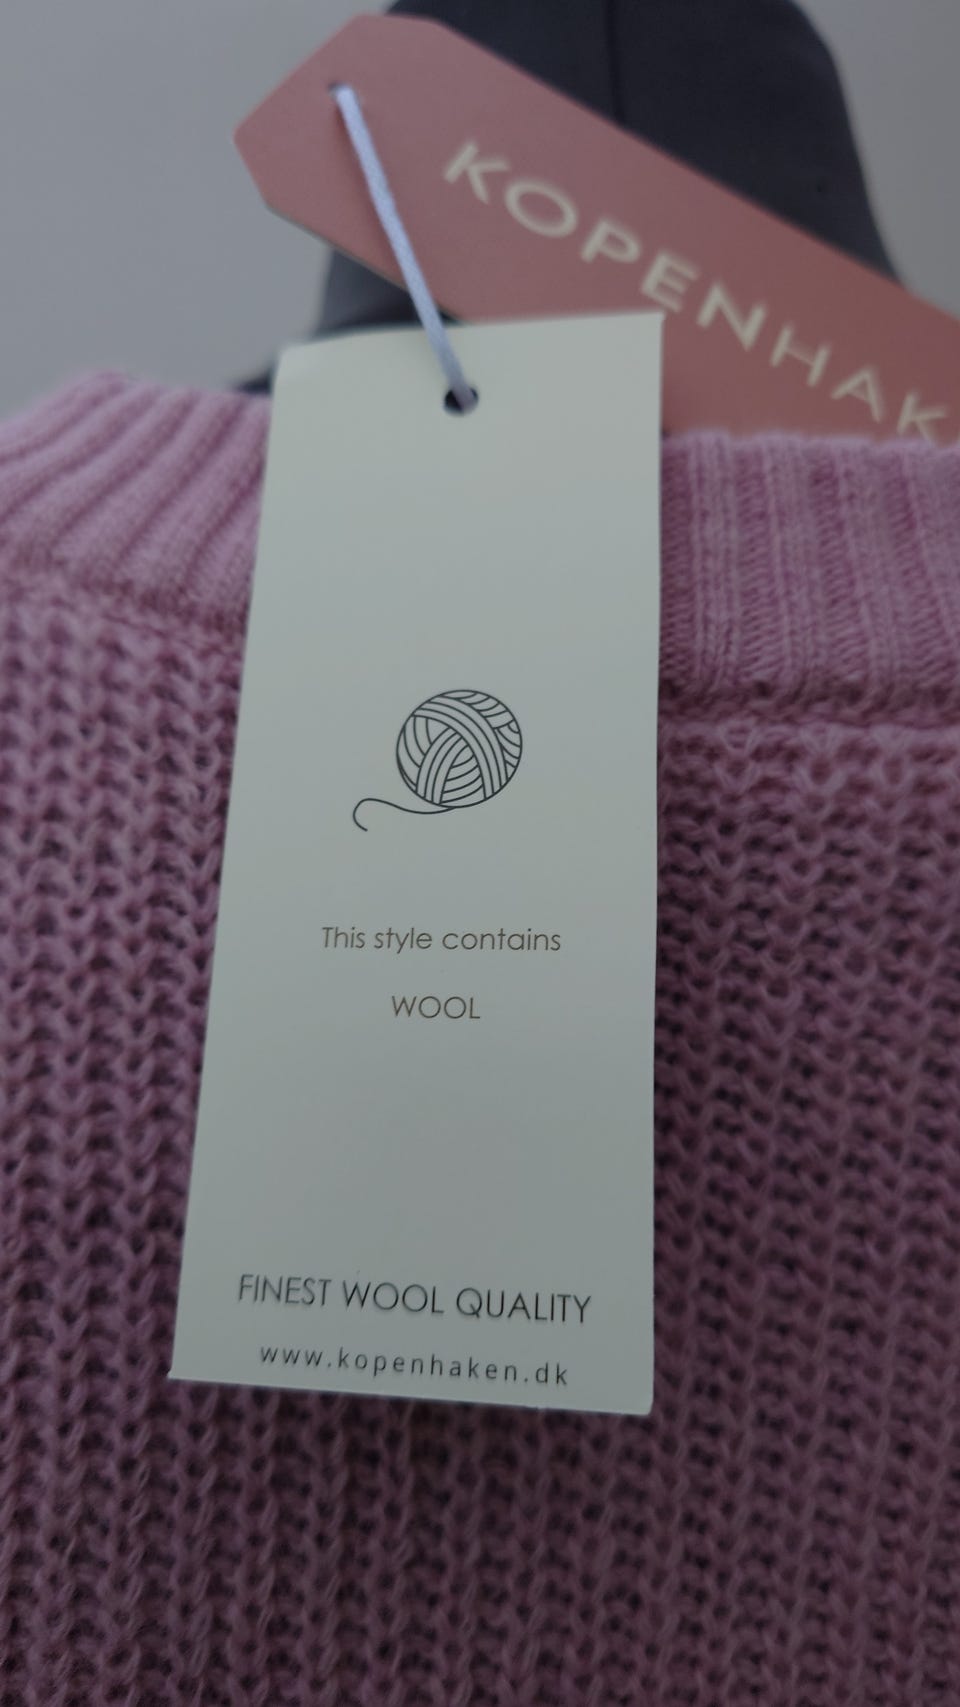 KOPENHAK
This style contains
WOOL
FINEST WOOL QUALITY
www.kopenhaken.dk